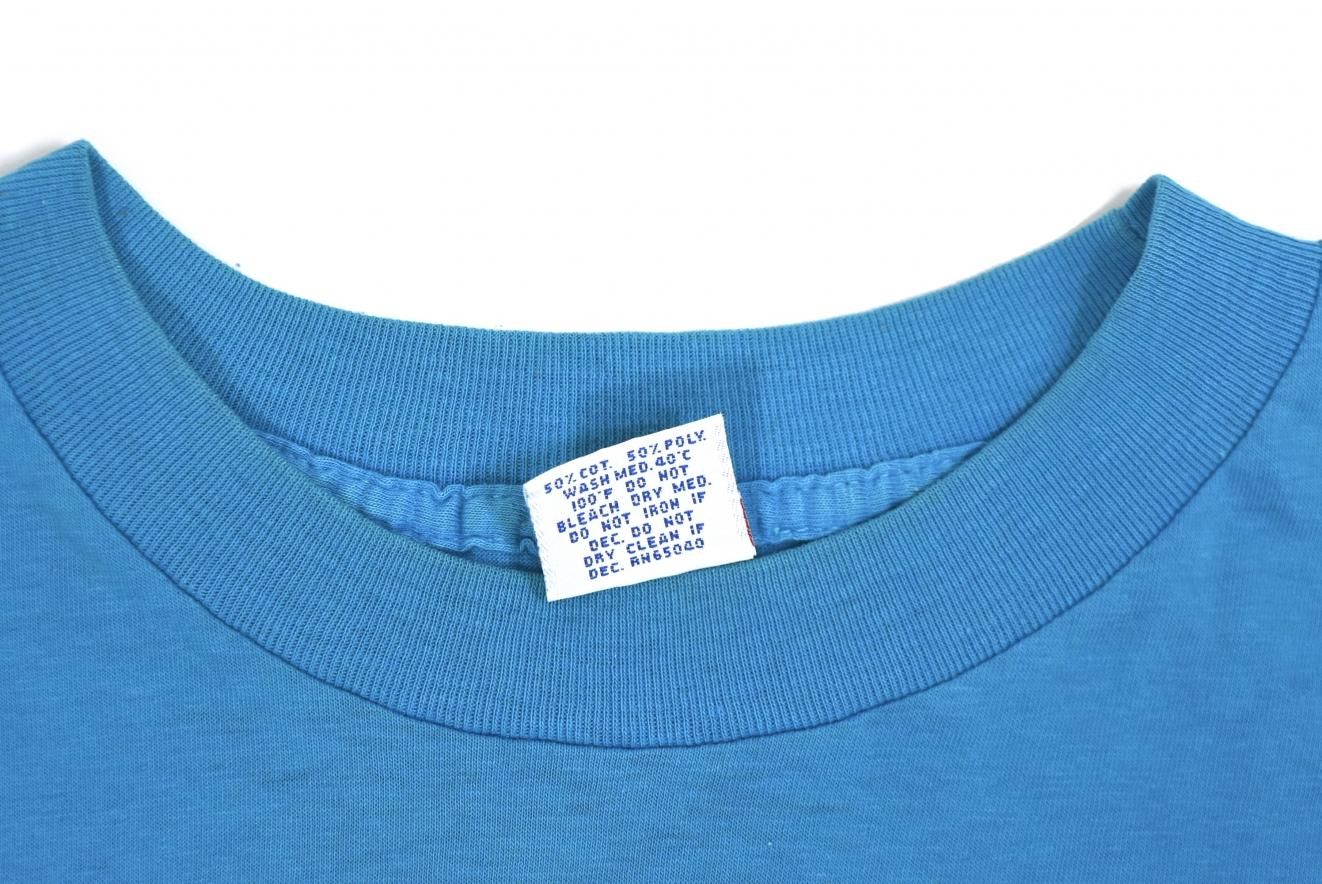 50% COT. 50% POLY.
WASH MED. 40°C
100°F DO NOT
BLEACH DRY MED.
DO NOT IRON IF
DEC. DO NOT
DRY CLEAN IF
DEC. RN65040